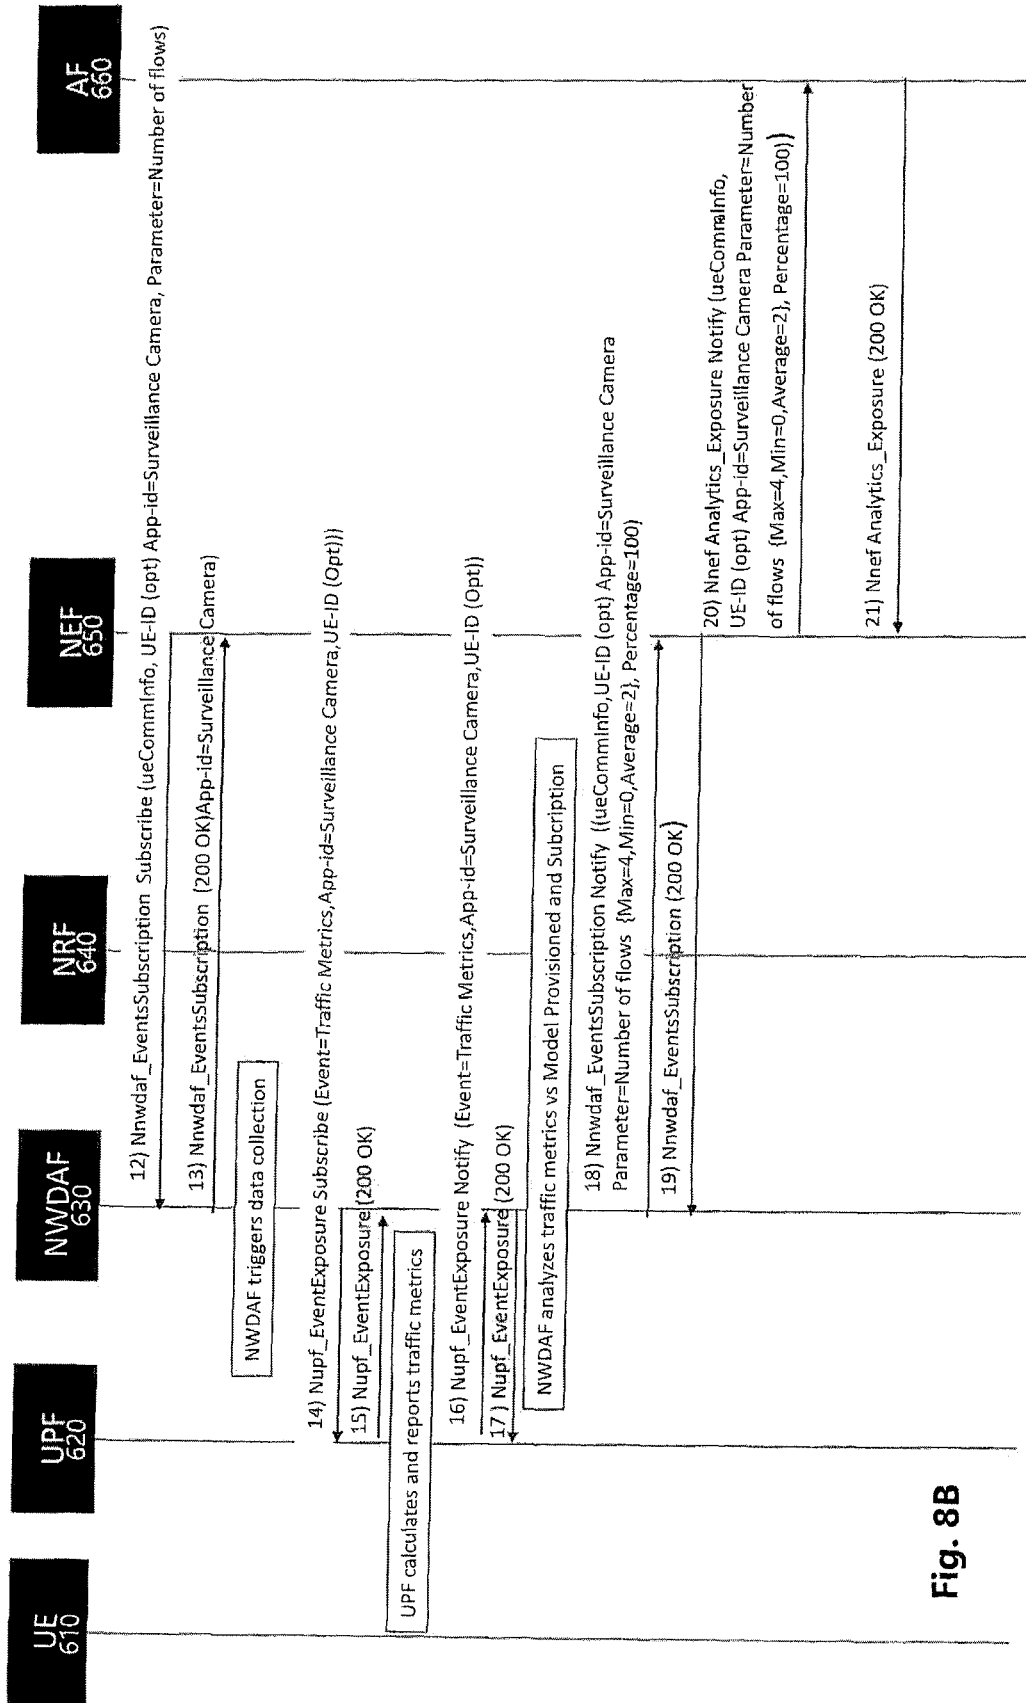 UE
610
UPF
620
NWDAF
630
NRF
640
NEF
650
AF
660
12) Nnwdaf_EventsSubscription Subscribe (ueCommInfo, UE-ID (opt) App-id=Surveillance Camera, Parameter=Number of flows)
13) Nnwdaf_EventsSubscription (200 OK)App-id=Surveillance Camera)
NWDAF triggers data collection
14) Nupf_EventExposure Subscribe (Event=Traffic Metrics,App-id=Surveillance Camera,UE-ID (Opt)))
15) Nupf_EventExposure (200 OK)
UPF calculates and reports traffic metrics
16) Nupf_EventExposure Notify (Event=Traffic Metrics,App-id=Surveillance Camera,UE-ID (Opt))
17 ) Nupf_EventExposure (200 OK)
NWDAF analyzes traffic metrics vs Model Provisioned and Subcription
18) Nnwdaf_EventsSubscription Notify ((ueCommInfo,UE-ID (opt) App-id=Surveillance Camera
Parameter=Number of flows {Max=4,Min=0,Average=2}, Percentage=100)
19) Nnwdaf_EventsSubscription (200 OK)
20) Nnef Analytics_Exposure Notify (ueCommInfo,
UE-ID (opt) App-id=Surveillance Camera Parameter=Number
of flows {Max=4,Min=0,Average=2}, Percentage=100))
21) Nnef Analytics_Exposure (200 OK)
Fig. 8B